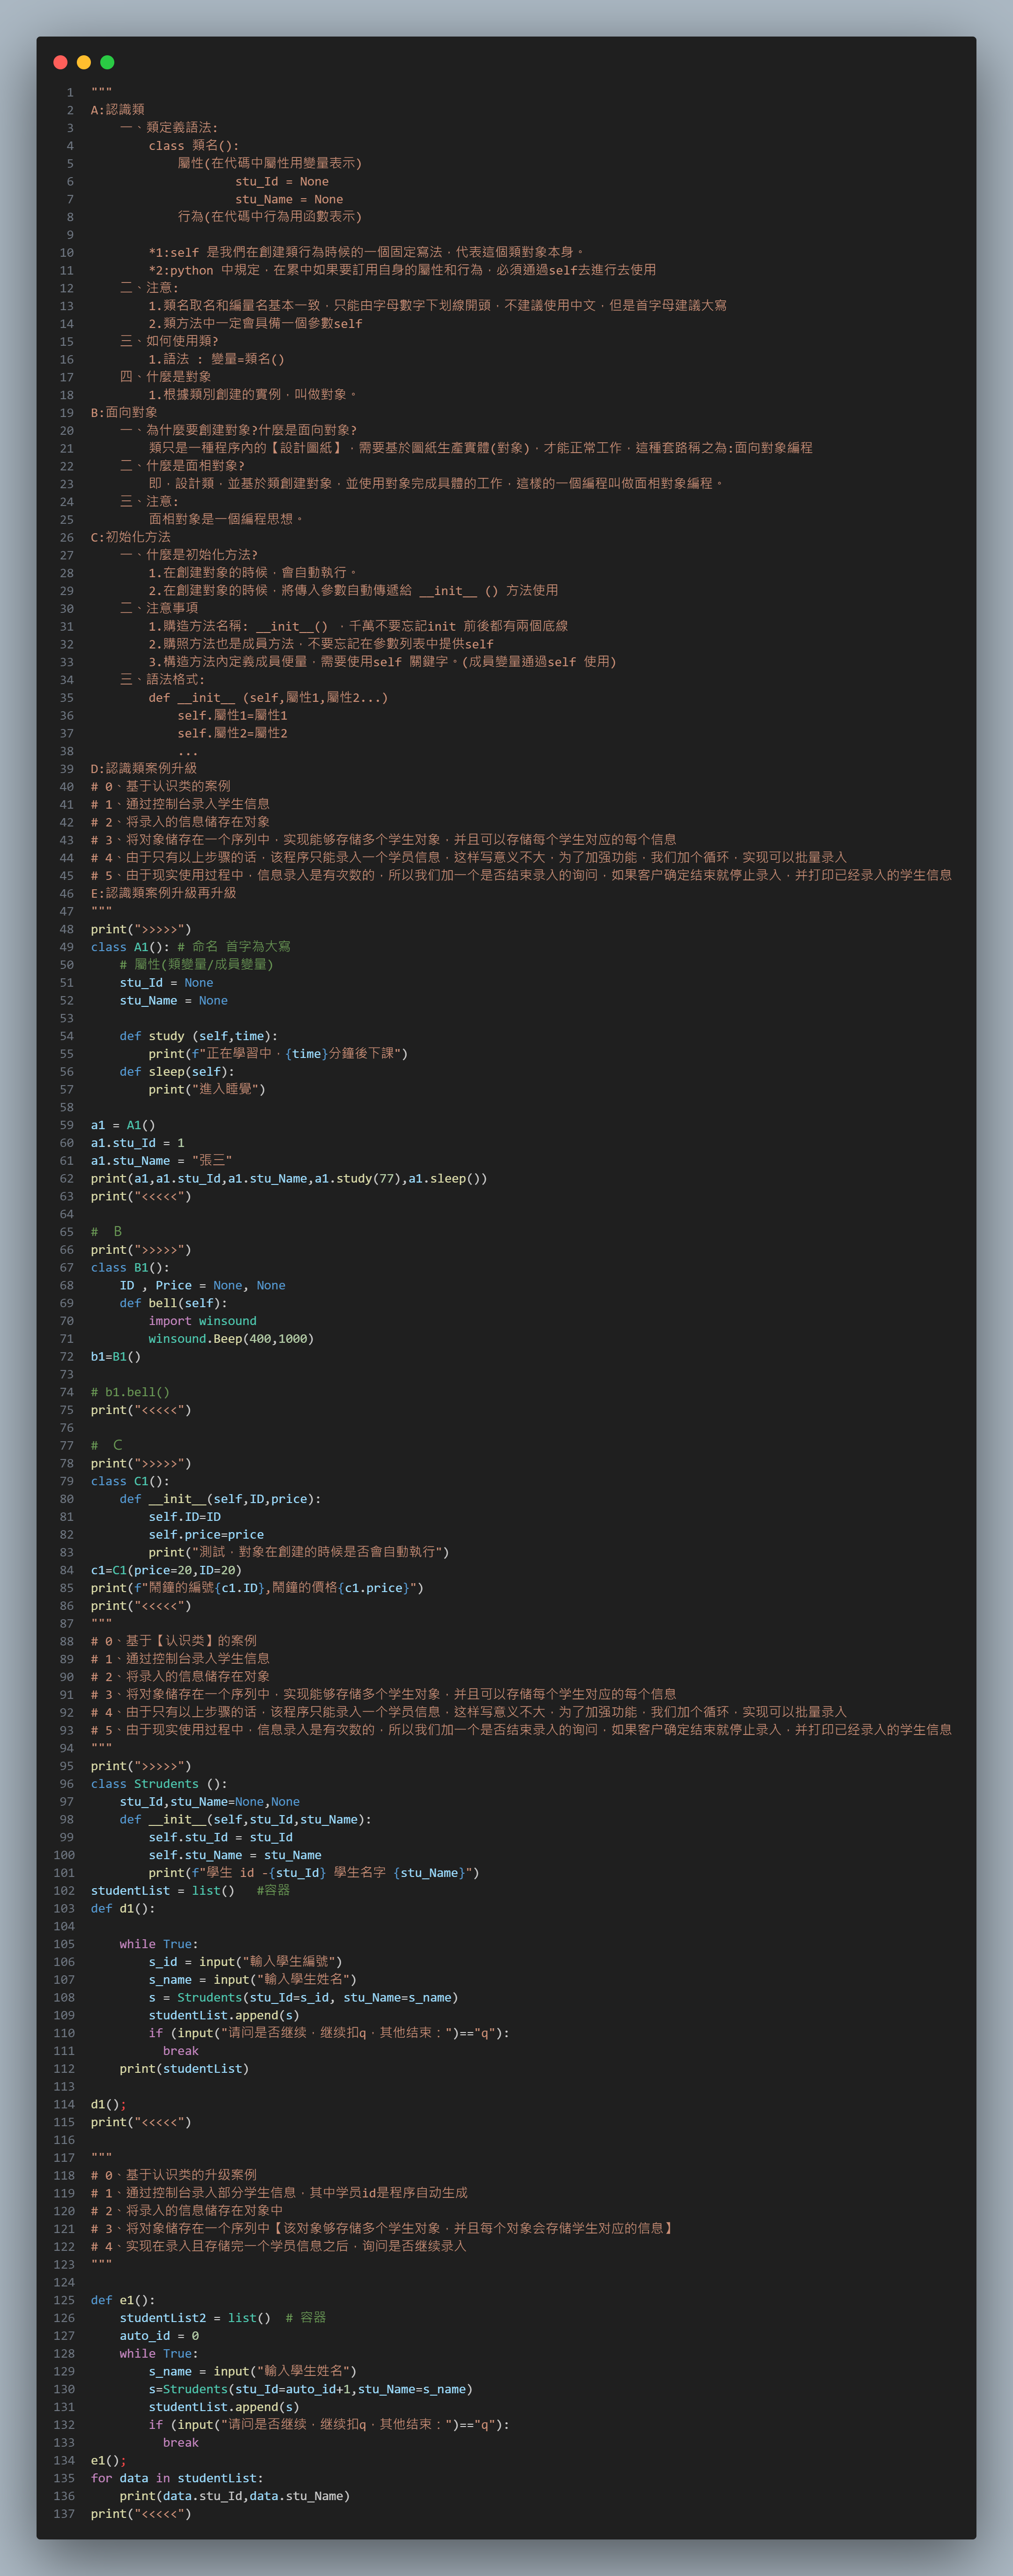 1 """
2 A:認識類
3     一、類定義語法:
4         class 類名():
5             屬性(在代碼中屬性用變量表示)
6                     stu_Id = None
7                     stu_Name = None
8             行為(在代碼中行為用函數表示)
9
10         *1:self 是我們在創建類行為時候的一個固定寫法，代表這個類對象本身。
11         *2:python 中規定，在累中如果要訂用自身的屬性和行為，必須通過self去進行去使用
12     二、注意:
13         1.類名取名和編量名基本一致，只能由字母數字下划線開頭，不建議使用中文，但是首字母建議大寫
14         2.類方法中一定會具備一個參數self
15     三、如何使用類?
16         1.語法 : 變量=類名()
17     四、什麼是對象
18         1.根據類別創建的實例，叫做對象。
19 B:面向對象
20     一、為什麼要創建對象?什麼是面向對象?
21         類只是一種程序內的【設計圖紙】，需要基於圖紙生產實體(對象)，才能正常工作，這種套路稱之為:面向對象編程
22     二、什麼是面相對象?
23         即，設計類，並基於類創建對象，並使用對象完成具體的工作，這樣的一個編程叫做面相對象編程。
24     三、注意:
25         面相對象是一個編程思想。
26 C:初始化方法
27     一、什麼是初始化方法?
28         1.在創建對象的時候，會自動執行。
29         2.在創建對象的時候，將傳入參數自動傳遞給 __init__ () 方法使用
30     二、注意事項
31         1.購造方法名稱: __init__() ，千萬不要忘記init 前後都有兩個底線
32         2.購照方法也是成員方法，不要忘記在參數列表中提供self
33         3.構造方法內定義成員便量，需要使用self 關鍵字。(成員變量通過self 使用)
34     三、語法格式:
35         def __init__ (self,屬性1,屬性2...)
36             self.屬性1=屬性1
37             self.屬性2=屬性2
38             ...
39 D:認識類案例升級
40 # 0、基于认识类的案例
41 # 1、通过控制台录入学生信息
42 # 2、将录入的信息储存在对象
43 # 3、将对象储存在一个序列中，实现能够存储多个学生对象，并且可以存储每个学生对应的每个信息
44 # 4、由于只有以上步骤的话，该程序只能录入一个学员信息，这样写意义不大，为了加强功能，我们加个循环，实现可以批量录入
45 # 5、由于现实使用过程中，信息录入是有次数的，所以我们加一个是否结束录入的询问，如果客户确定结束就停止录入，并打印已经录入的学生信息
46 E:認識類案例升級再升級
47 """
48 print(">>>>>")
49 class A1(): # 命名 首字為大寫
50     # 屬性(類變量/成員變量)
51     stu_Id = None
52     stu_Name = None
53
54     def study (self,time):
55         print(f"正在學習中，{time}分鐘後下課")
56     def sleep(self):
57         print("進入睡覺")
58
59 a1 = A1()
60 a1.stu_Id = 1
61 a1.stu_Name = "張三"
62 print(a1,a1.stu_Id,a1.stu_Name,a1.study(77),a1.sleep())
63 print("<<<<<")
64
65 #  B
66 print(">>>>>")
67 class B1():
68     ID , Price = None, None
69     def bell(self):
70         import winsound
71         winsound.Beep(400,1000)
72 b1=B1()
73
74 # b1.bell()
75 print("<<<<<")
76
77 #  C
78 print(">>>>>")
79 class C1():
80     def __init__(self,ID,price):
81         self.ID=ID
82         self.price=price
83         print("測試，對象在創建的時候是否會自動執行")
84 c1=C1(price=20,ID=20)
85 print(f"鬧鐘的編號{c1.ID},鬧鐘的價格{c1.price}")
86 print("<<<<<")
87 """
88 # 0、基于【认识类】的案例
89 # 1、通过控制台录入学生信息
90 # 2、将录入的信息储存在对象
91 # 3、将对象储存在一个序列中，实现能够存储多个学生对象，并且可以存储每个学生对应的每个信息
92 # 4、由于只有以上步骤的话，该程序只能录入一个学员信息，这样写意义不大，为了加强功能，我们加个循环，实现可以批量录入
93 # 5、由于现实使用过程中，信息录入是有次数的，所以我们加一个是否结束录入的询问，如果客户确定结束就停止录入，并打印已经录入的学生信息
94 """
95 print(">>>>>")
96 class Strudents ():
97     stu_Id,stu_Name=None,None
98     def __init__(self,stu_Id,stu_Name):
99         self.stu_Id = stu_Id
100         self.stu_Name = stu_Name
101         print(f"學生 id -{stu_Id} 學生名字 {stu_Name}")
102 studentList = list()   #容器
103 def d1():
104
105     while True:
106         s_id = input("輸入學生編號")
107         s_name = input("輸入學生姓名")
108         s = Strudents(stu_Id=s_id, stu_Name=s_name)
109         studentList.append(s)
110         if (input("请问是否继续，继续扣q，其他结束：")=="q"):
111           break
112     print(studentList)
113
114 d1();
115 print("<<<<<")
116
117 """
118 # 0、基于认识类的升级案例
119 # 1、通过控制台录入部分学生信息，其中学员id是程序自动生成
120 # 2、将录入的信息储存在对象中
121 # 3、将对象储存在一个序列中【该对象够存储多个学生对象，并且每个对象会存储学生对应的信息】
122 # 4、实现在录入且存储完一个学员信息之后，询问是否继续录入
123 """
124
125 def e1():
126     studentList2 = list()  # 容器
127     auto_id = 0
128     while True:
129         s_name = input("輸入學生姓名")
130         s=Strudents(stu_Id=auto_id+1,stu_Name=s_name)
131         studentList.append(s)
132         if (input("请问是否继续，继续扣q，其他结束：")=="q"):
133           break
134 e1();
135 for data in studentList:
136     print(data.stu_Id,data.stu_Name)
137 print("<<<<<")